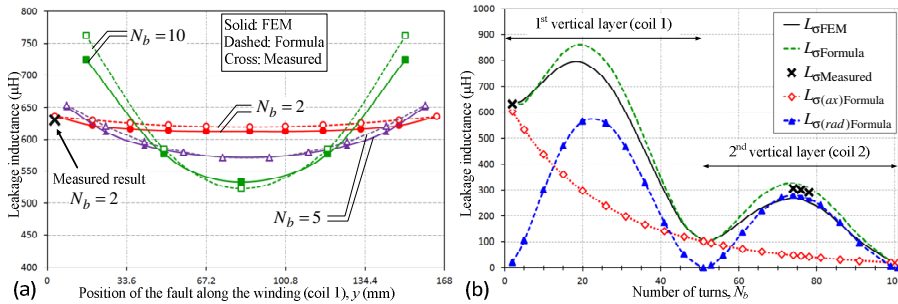 Leakage inductance (μH)
800
750
700
650
600
550
500
450
400
N_b = 10
Solid: FEM
Dashed: Formula
Cross: Measured
N_b = 2
Measured result
N_b = 2
N_b = 5
0 33.6 67.2 100.8 134.4 168
(a)
Position of the fault along the winding (coil 1), y (mm)
Leakage inductance (μH)
1000
900
800
700
600
500
400
300
200
100
0
1st vertical layer (coil 1)
LσFEM
LσFormula
LσMeasured
Lσ(ax)Formula
Lσ(rad)Formula
2nd vertical layer (coil 2)
0 20 40 60 80 100
(b)
Number of turns, N_b